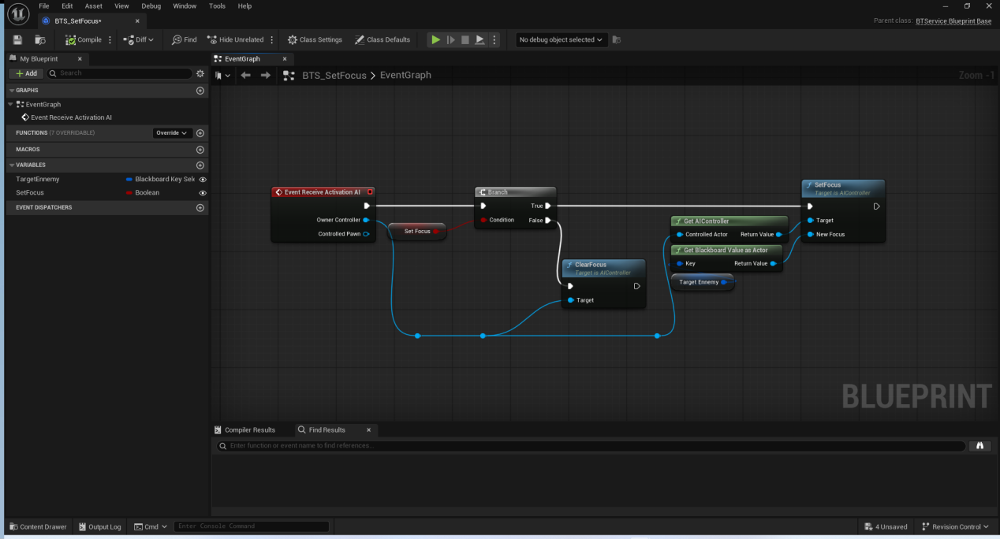 File Edit Asset View Debug Window Tools Help
BTS_SetFocus*
Parent class: BTService Blueprint Base
Compile Diff Find Hide Unrelated Class Settings Class Defaults No debug object selected
My Blueprint
EventGraph
+ Add Search
BTS_SetFocus > EventGraph
Zoom -1
GRAPHS
EventGraph
Event Receive Activation AI
FUNCTIONS (7 OVERRIDABLE) Override
MACROS
VARIABLES
TargetEnnemy Blackboard Key Sele
SetFocus Boolean
EVENT DISPATCHERS
Event Receive Activation AI
Owner Controller
Controlled Pawn
Set Focus
Branch
True
Condition False
ClearFocus
Target is AIController
Target
Get AIController
Controlled Actor Return Value
Get Blackboard Value as Actor
Key Return Value
Target Ennemy
SetFocus
Target is AIController
Target
New Focus
BLUEPRINT
Compiler Results Find Results
Enter function or event name to find references...
Content Drawer Output Log Cmd Enter Console Command
4 Unsaved Revision Control